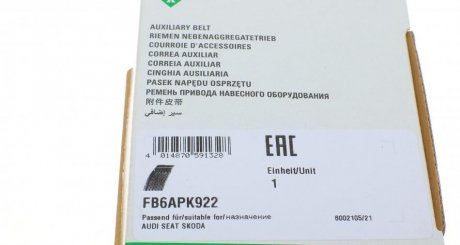 AUXILIARY BELT
RIEMEN NEBENAGGREGATETRIEB
COURROIE D'ACCESSOIRES
CORREA AUXILIAR
CORREIA AUXILIAR
CINGHIA AUSILIARIA
PASEK NAPĘDU OSPRZĘTU
РЕМЕНЬ ПРИВОДА НАВЕСНОГО ОБОРУДОВАНИЯ
附件皮带
سير إضافي
EAC
4 014870 591328
Einheit/Unit
1
FB6APK922
Passend für/suitable for/назначение
6002105/21
AUDI SEAT SKODA